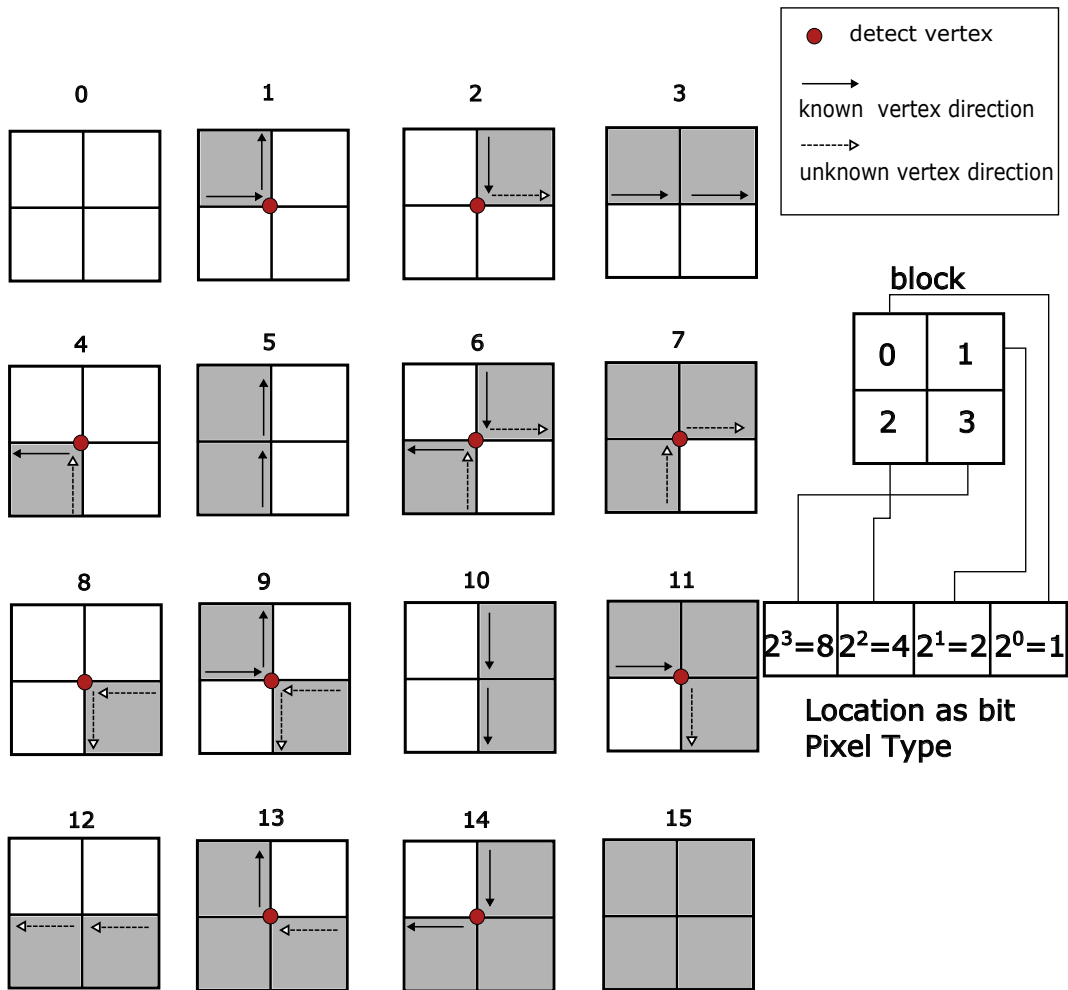 detect vertex
known vertex direction
unknown vertex direction
0 1 2 3
block
0 1
2 3
4 5 6 7
8 9 10 11
2³=8 2²=4 2¹=2 2⁰=1
Location as bit
Pixel Type
12 13 14 15